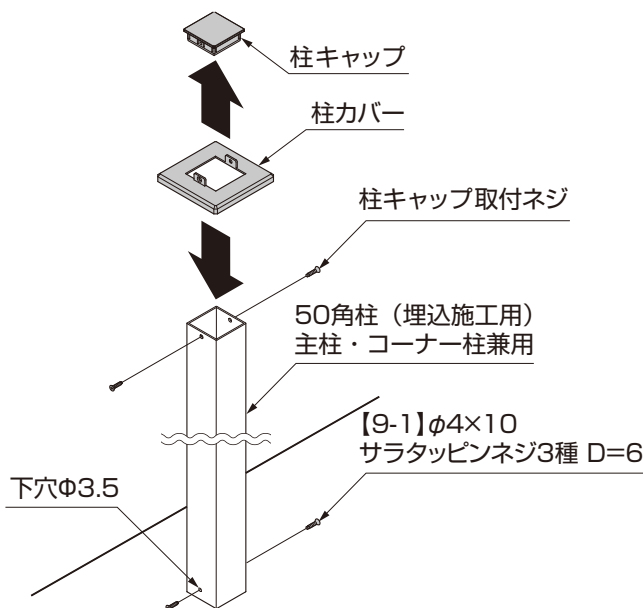 柱キャップ
柱カバー
柱キャップ取付ネジ
50角柱（埋込施工用）
主柱・コーナー柱兼用
【9-1】φ4×10
サラタッピンネジ3種 D=6
下穴Φ3.5